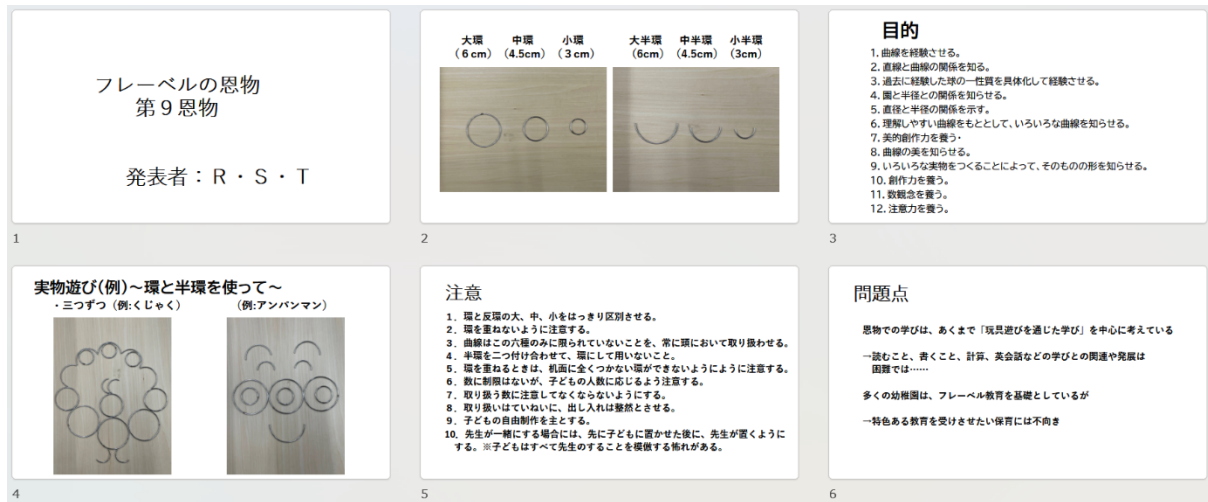 フレーベルの恩物
第９恩物
発表者：Ｒ・Ｓ・Ｔ
1
大環 中環 小環 大半環 中半環 小半環
（６cm） （4.5cm） （３cm） (6cm) (4.5cm) (3cm)
2
目的
1. 曲線を経験させる。
2. 直線と曲線の関係を知る。
3. 過去に経験した球の一性質を具体化して経験させる。
4. 園と半径との関係を知らせる。
5. 直径と半径の関係を示す。
6. 理解しやすい曲線をもととして、いろいろな曲線を知らせる。
7. 美的創作力を養う・
8. 曲線の美を知らせる。
9. いろいろな実物をつくることによって、そのものの形を知らせる。
10. 創作力を養う。
11. 数観念を養う。
12. 注意力を養う。
3
実物遊び(例)～環と半環を使って～
・三つずつ（例:くじゃく） （例:アンパンマン）
4
注意
１．環と反環の大、中、小をはっきり区別させる。
２．環を重ねないように注意する。
３．曲線はこの六種のみに限られていないことを、常に頭において取り扱わせる。
４．半環を二つ付け合わせて、環にして用いないこと。
５．環を重ねるときは、机面に全くつかない環ができないようにように注意する。
６．数に制限はないが、子どもの人数に応じるよう注意する。
７．取り扱う数に注意してなくならないようにする。
８．取り扱いはていねいに、出し入れは整然とさせる。
９．子どもの自由制作を主とする。
10．先生が一緒にする場合には、先に子どもに置かせた後に、先生が置くように
する。※子どもはすべて先生のすることを模倣する怖れがある。
5
問題点
恩物での学びは、あくまで「玩具遊びを通じた学び」を中心に考えている
→読むこと、書くこと、計算、英会話などの学びとの関連や発展は
困難では……
多くの幼稚園は、フレーベル教育を基礎としているが
→特色ある教育を受けさせたい保育には不向き
6